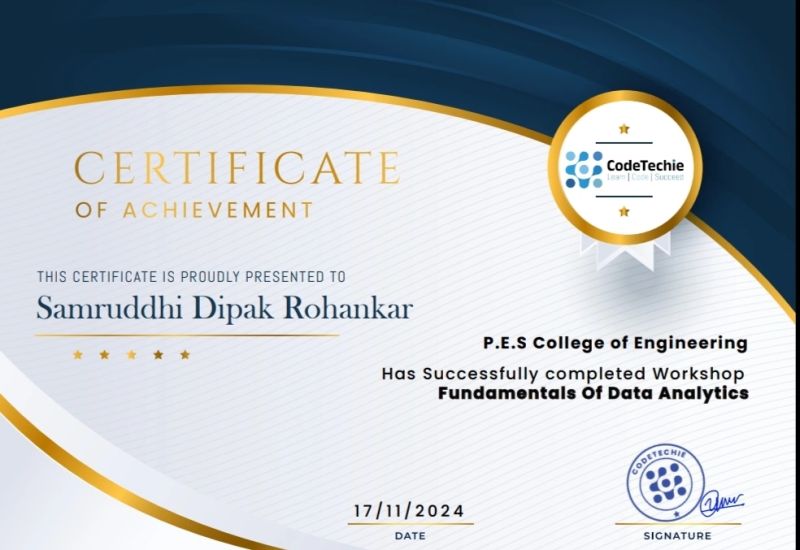 CERTIFICATE
OF ACHIEVEMENT
CodeTechie
Learn | Code | Succeed
THIS CERTIFICATE IS PROUDLY PRESENTED TO
Samruddhi Dipak Rohankar
P.E.S College of Engineering
Has Successfully completed Workshop
Fundamentals Of Data Analytics
CODETECHIE
17/11/2024
DATE
SIGNATURE